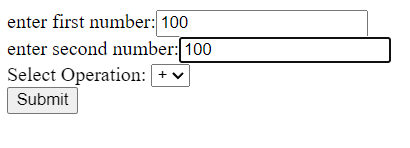 enter first number:100
enter second number:100
Select Operation: +
Submit